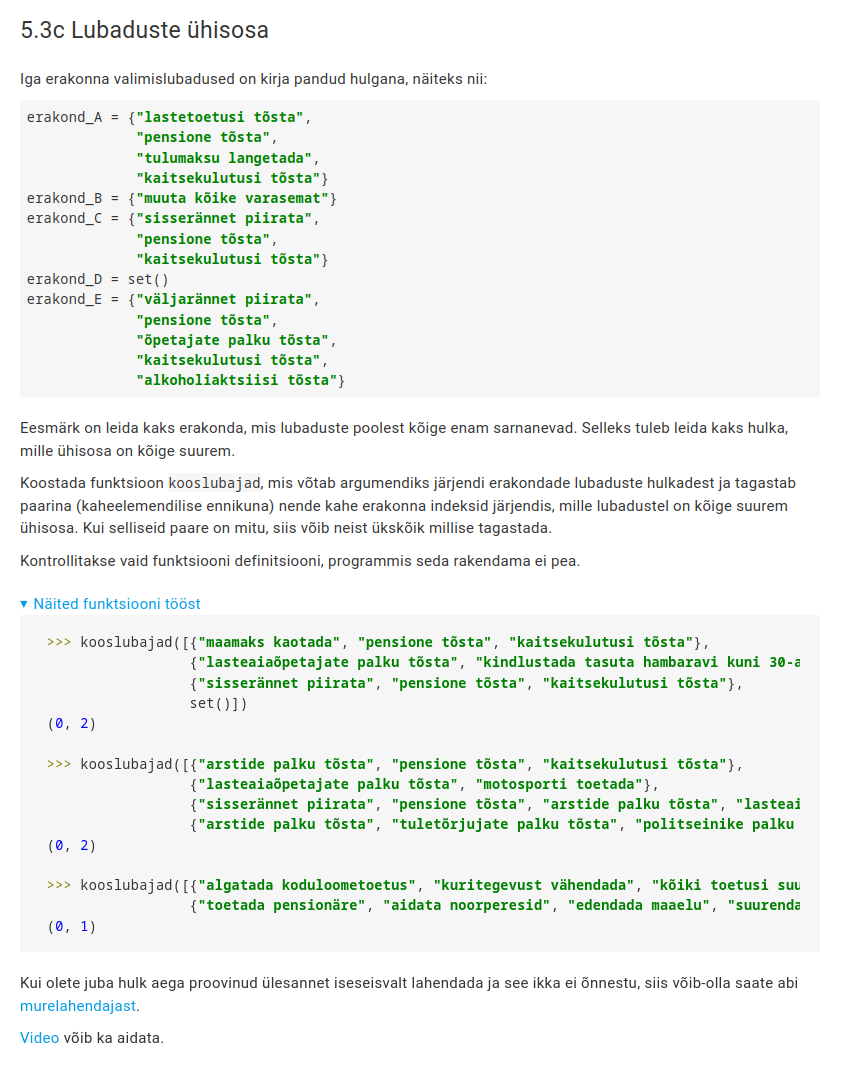 5.3c Lubaduste ühisosa
Iga erakonna valimislubadused on kirja pandud hulgana, näiteks nii:
erakond_A = {"lastetoetusi tõsta",
"pensione tõsta",
"tulumaksu langetada",
"kaitsekulutusi tõsta"}
erakond_B = {"muuta kõike varasemat"}
erakond_C = {"sisserännet piirata",
"pensione tõsta",
"kaitsekulutusi tõsta"}
erakond_D = set()
erakond_E = {"väljarännet piirata",
"pensione tõsta",
"õpetajate palku tõsta",
"kaitsekulutusi tõsta",
"alkoholiaktsiisi tõsta"}
Eesmärk on leida kaks erakonda, mis lubaduste poolest kõige enam sarnanevad. Selleks tuleb leida kaks hulka,
mille ühisosa on kõige suurem.
Koostada funktsioon kooslubajad, mis võtab argumendiks järjendi erakondade lubaduste hulkadest ja tagastab
paarina (kaheelemendilise ennikuna) nende kahe erakonna indeksid järjendis, mille lubadustel on kõige suurem
ühisosa. Kui selliseid paare on mitu, siis võib neist ükskõik millise tagastada.
Kontrollitakse vaid funktsiooni definitsiooni, programmis seda rakendama ei pea.
▾ Näited funktsiooni tööst
>>> kooslubajad([{"maamaks kaotada", "pensione tõsta", "kaitsekulutusi tõsta"},
{"lasteaiaõpetajate palku tõsta", "kindlustada tasuta hambaravi kuni 30-a
{"sisserännet piirata", "pensione tõsta", "kaitsekulutusi tõsta"},
set()])
(0, 2)
>>> kooslubajad([{"arstide palku tõsta", "pensione tõsta", "kaitsekulutusi tõsta"},
{"lasteaiaõpetajate palku tõsta", "motosporti toetada"},
{"sisserännet piirata", "pensione tõsta", "arstide palku tõsta", "lasteai
{"arstide palku tõsta", "tuletõrjujate palku tõsta", "politseinike palku
(0, 2)
>>> kooslubajad([{"algatada koduloometoetus", "kuritegevust vähendada", "kõiki toetusi suu
{"toetada pensionäre", "aidata noorperesid", "edendada maaelu", "suurenda
(0, 1)
Kui olete juba hulk aega proovinud ülesannet iseseisvalt lahendada ja see ikka ei õnnestu, siis võib-olla saate abi
murelahendajast.
Video võib ka aidata.